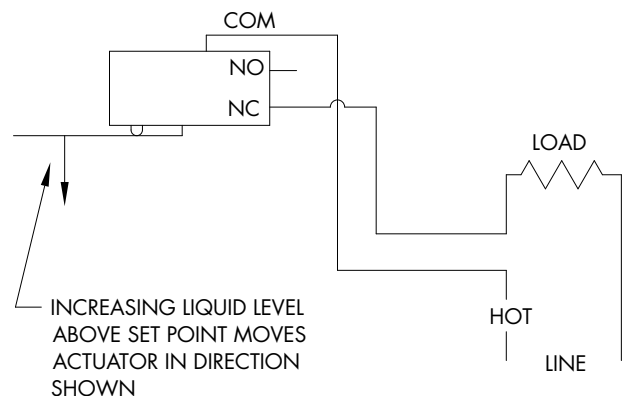 COM
NO
NC
LOAD
INCREASING LIQUID LEVEL
ABOVE SET POINT MOVES
ACTUATOR IN DIRECTION
SHOWN
HOT
LINE